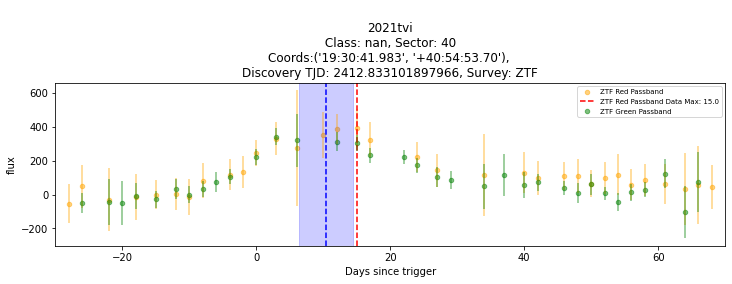 2021tvi
Class: nan, Sector: 40
Coords:('19:30:41.983', '+40:54:53.70'),
Discovery TJD: 2412.833101897966, Survey: ZTF
ZTF Red Passband
ZTF Red Passband Data Max: 15.0
ZTF Green Passband
flux
600
400
200
0
−200
−20
0
20
40
60
Days since trigger